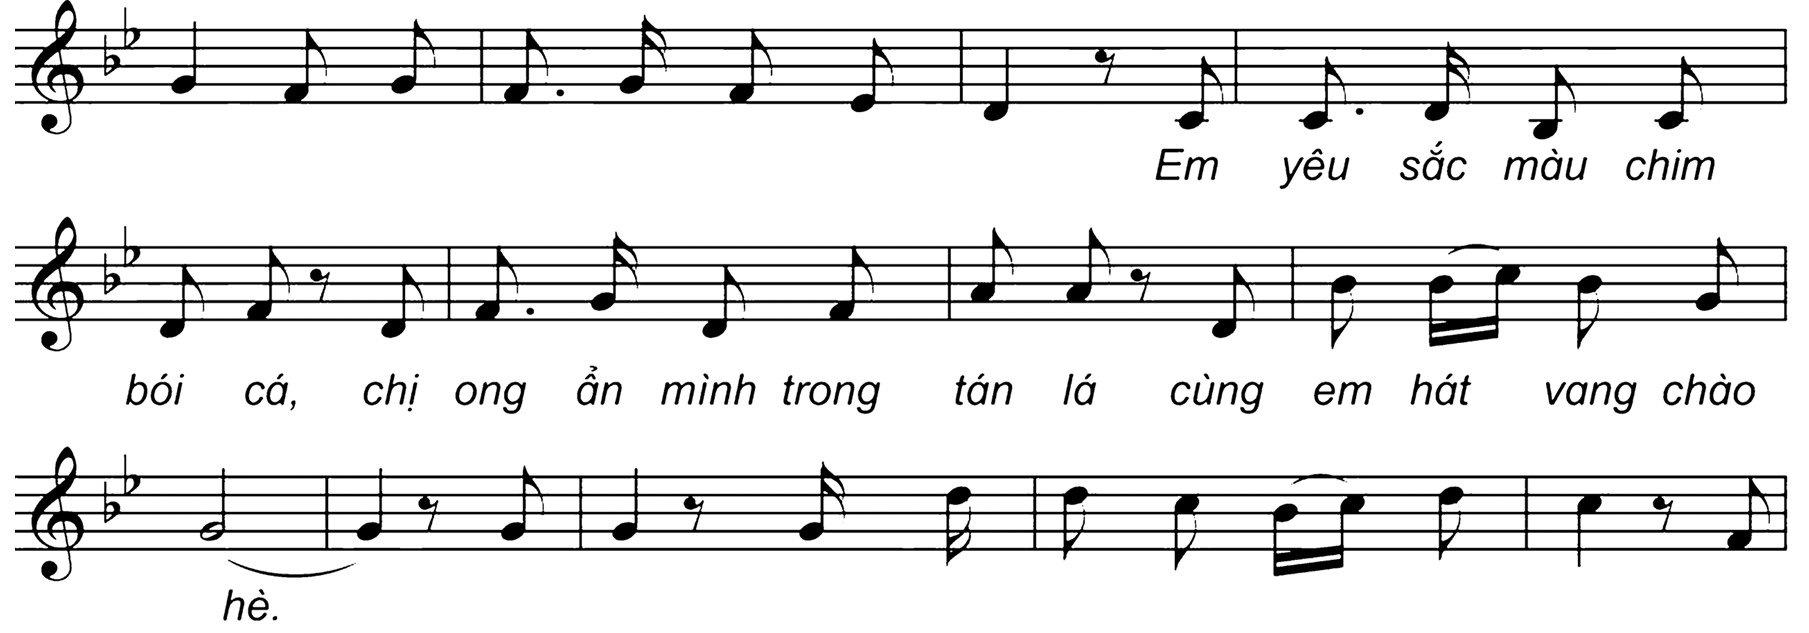 Em yêu sắc màu chim
bói cá, chị ong ẩn mình trong tán lá cùng em hát vang chào
hè.